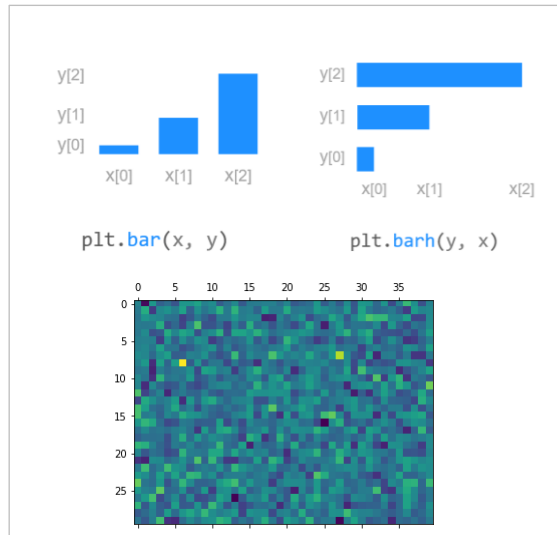 y[2]
y[1]
y[0]
x[0] x[1] x[2]
plt.bar(x, y)
y[2]
y[1]
y[0]
x[0] x[1] x[2]
plt.barh(y, x)
0 5 10 15 20 25 30 35
0
5
10
15
20
25